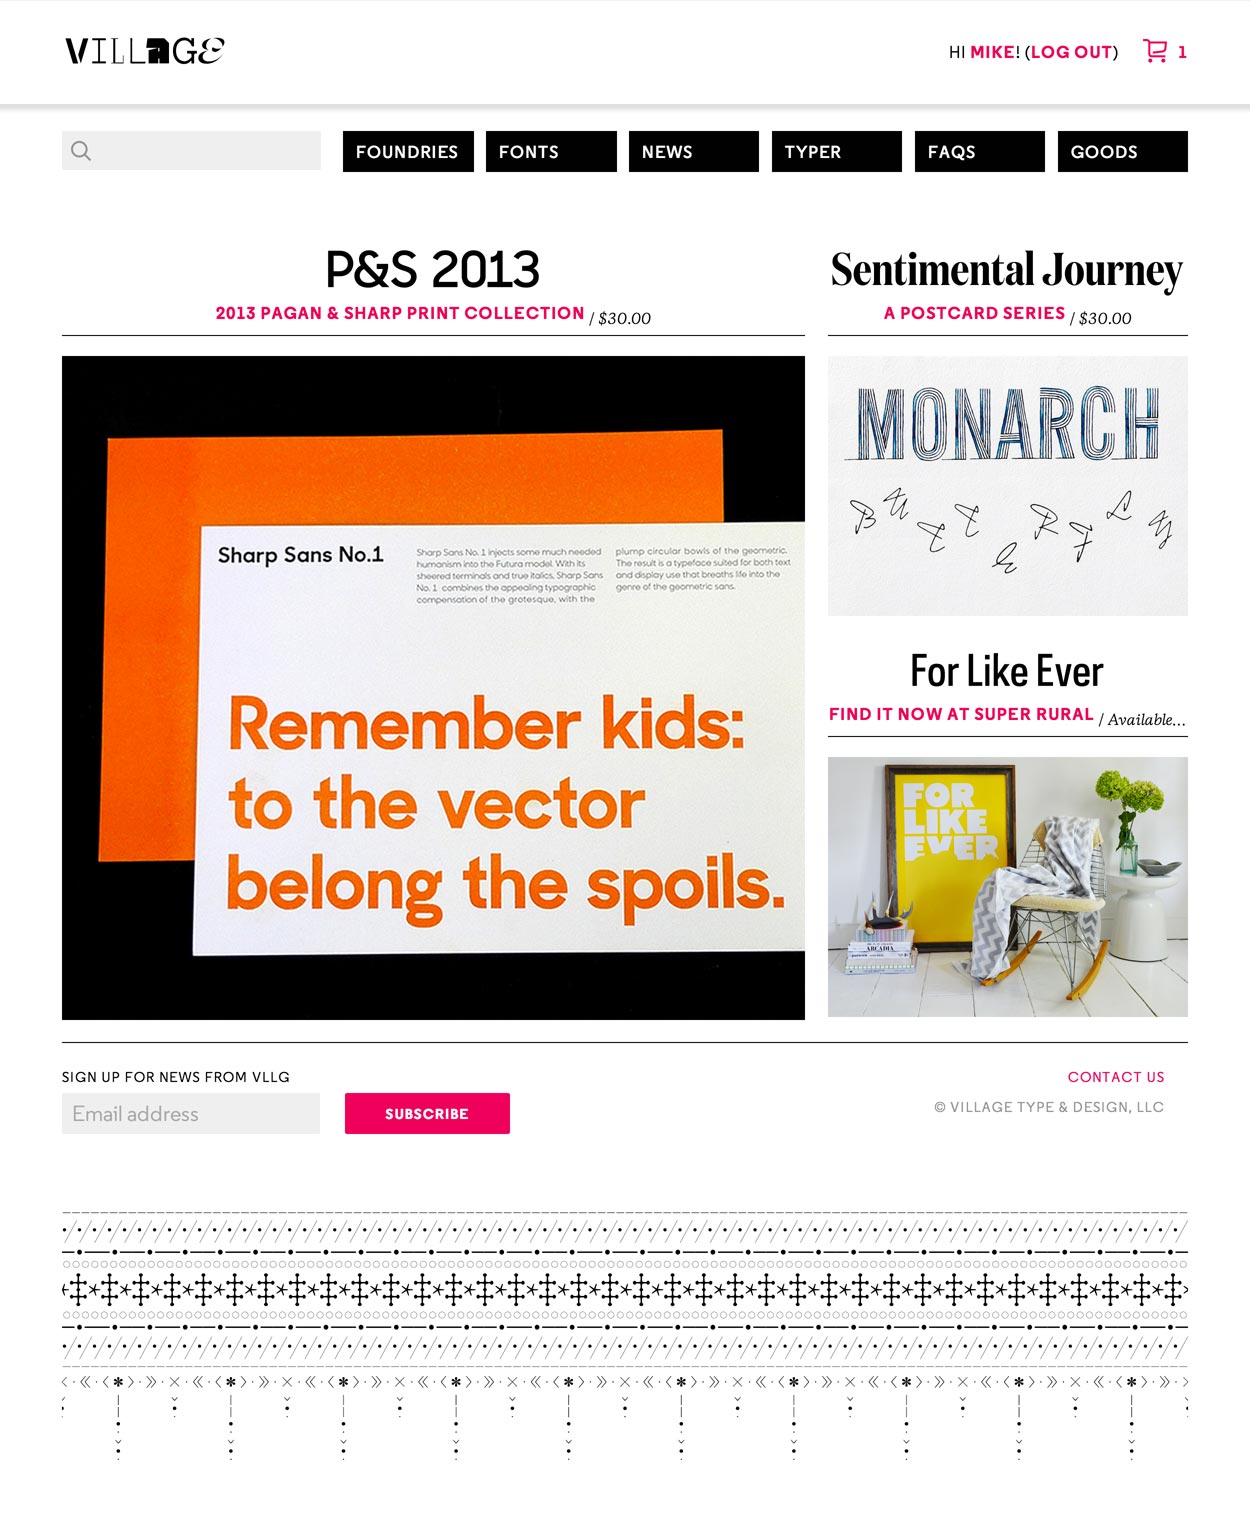 VILLAGE
HI MIKE! (LOG OUT) 1
FOUNDRIES
FONTS
NEWS
TYPER
FAQS
GOODS
P&S 2013
2013 PAGAN & SHARP PRINT COLLECTION / $30.00
Sharp Sans No.1
Sharp Sans No. 1 injects some much needed
humanism into the Futura model. With its
sheered terminals and true italics, Sharp Sans
No. 1 combines the appealing typographic
compensation of the grotesque, with the
plump circular bowls of the geometric.
The result is a typeface suited for both text
and display use that breaths life into the
genre of the geometric sans.
Remember kids:
to the vector
belong the spoils.
Sentimental Journey
A POSTCARD SERIES / $30.00
MONARCH
BUTTERFLY
For Like Ever
FIND IT NOW AT SUPER RURAL / Available...
FOR
LIKE
EVER
ARCADIA
SIGN UP FOR NEWS FROM VLLG
Email address
SUBSCRIBE
CONTACT US
© VILLAGE TYPE & DESIGN, LLC